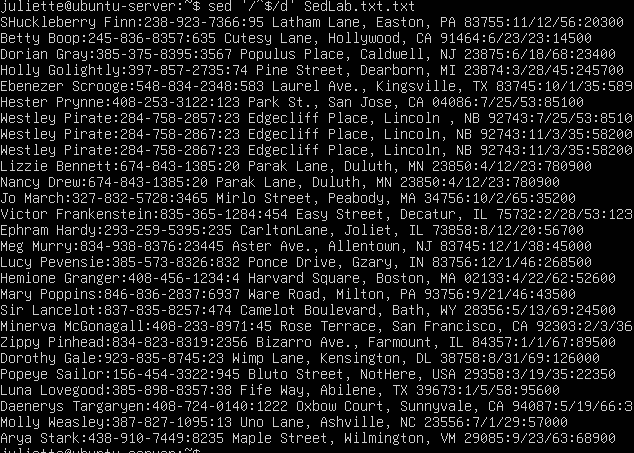 juliette@ubuntu-server:~$ sed '/^$/d' SedLab.txt.txt
SHuckleberry Finn:238-923-7366:95 Latham Lane, Easton, PA 83755:11/12/56:20300
Betty Boop:245-836-8357:635 Cutesy Lane, Hollywood, CA 91464:6/23/23:14500
Dorian Gray:385-375-8395:3567 Populus Place, Caldwell, NJ 23875:6/18/68:23400
Holly Golightly:397-857-2735:74 Pine Street, Dearborn, MI 23874:3/28/45:245700
Ebenezer Scrooge:548-834-2348:583 Laurel Ave., Kingsville, TX 83745:10/1/35:589
Hester Prynne:408-253-3122:123 Park St., San Jose, CA 04086:7/25/53:85100
Westley Pirate:284-758-2857:23 Edgecliff Place, Lincoln , NB 92743:7/25/53:8510
Westley Pirate:284-758-2867:23 Edgecliff Place, Lincoln, NB 92743:11/3/35:58200
Westley Pirate:284-758-2867:23 Edgecliff Place, Lincoln, NB 92743:11/3/35:58200
Lizzie Bennett:674-843-1385:20 Parak Lane, Duluth, MN 23850:4/12/23:780900
Nancy Drew:674-843-1385:20 Parak Lane, Duluth, MN 23850:4/12/23:780900
Jo March:327-832-5728:3465 Mirlo Street, Peabody, MA 34756:10/2/65:35200
Victor Frankenstein:835-365-1284:454 Easy Street, Decatur, IL 75732:2/28/53:123
Ephram Hardy:293-259-5395:235 CarltonLane, Joliet, IL 73858:8/12/20:56700
Meg Murry:834-938-8376:23445 Aster Ave., Allentown, NJ 83745:12/1/38:45000
Lucy Pevensie:385-573-8326:832 Ponce Drive, Gzary, IN 83756:12/1/46:268500
Hemione Granger:408-456-1234:4 Harvard Square, Boston, MA 02133:4/22/62:52600
Mary Poppins:846-836-2837:6937 Ware Road, Milton, PA 93756:9/21/46:43500
Sir Lancelot:837-835-8257:474 Camelot Boulevard, Bath, WY 28356:5/13/69:24500
Minerva McGonagall:408-233-8971:45 Rose Terrace, San Francisco, CA 92303:2/3/36
Zippy Pinhead:834-823-8319:2356 Bizarro Ave., Farmount, IL 84357:1/1/67:89500
Dorothy Gale:923-835-8745:23 Wimp Lane, Kensington, DL 38758:8/31/69:126000
Popeye Sailor:156-454-3322:945 Bluto Street, NotHere, USA 29358:3/19/35:22350
Luna Lovegood:385-898-8357:38 Fife Way, Abilene, TX 39673:1/5/58:95600
Daenerys Targaryen:408-724-0140:1222 Oxbow Court, Sunnyvale, CA 94087:5/19/66:3
Molly Weasley:387-827-1095:13 Uno Lane, Ashville, NC 23556:7/1/29:57000
Arya Stark:438-910-7449:8235 Maple Street, Wilmington, VM 29085:9/23/63:68900
juliette@ubuntu-server:~$